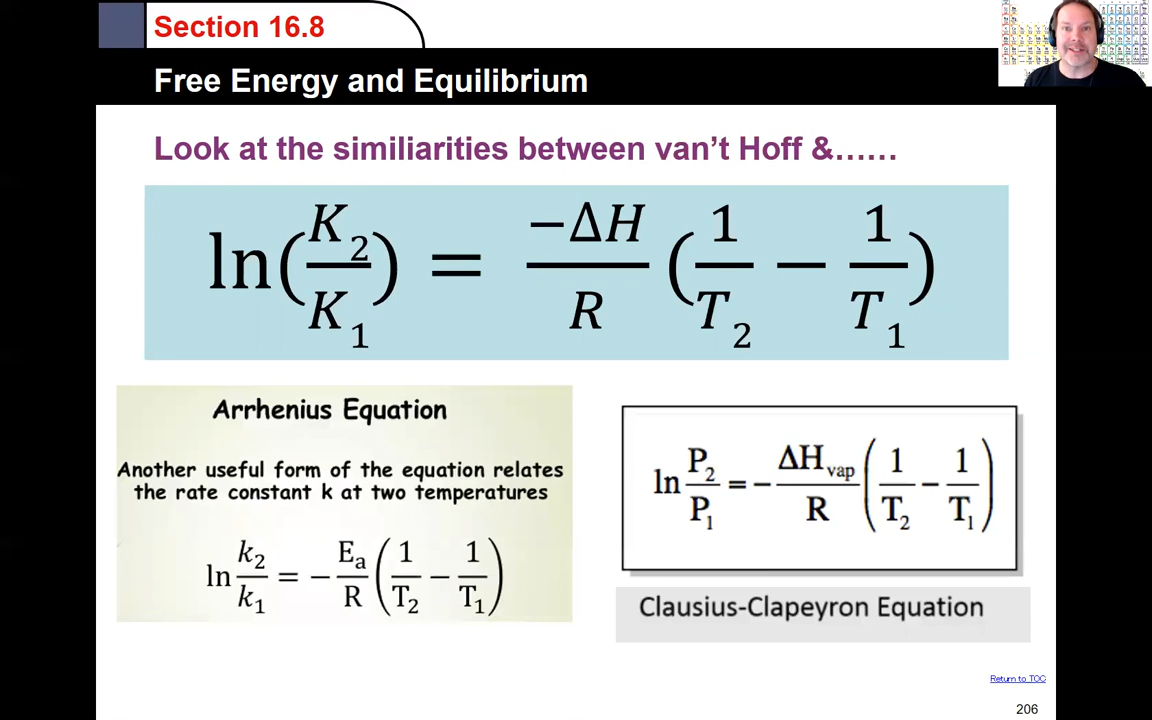 Section 16.8
Free Energy and Equilibrium
Look at the similiarities between van't Hoff &……
ln(K₂/K₁) = −ΔH/R (1/T₂ − 1/T₁)
Arrhenius Equation
Another useful form of the equation relates
the rate constant k at two temperatures
ln k₂/k₁ = − Eₐ/R (1/T₂ − 1/T₁)
ln P₂/P₁ = − ΔH vap/R (1/T₂ − 1/T₁)
Clausius-Clapeyron Equation
Return to TOC
206